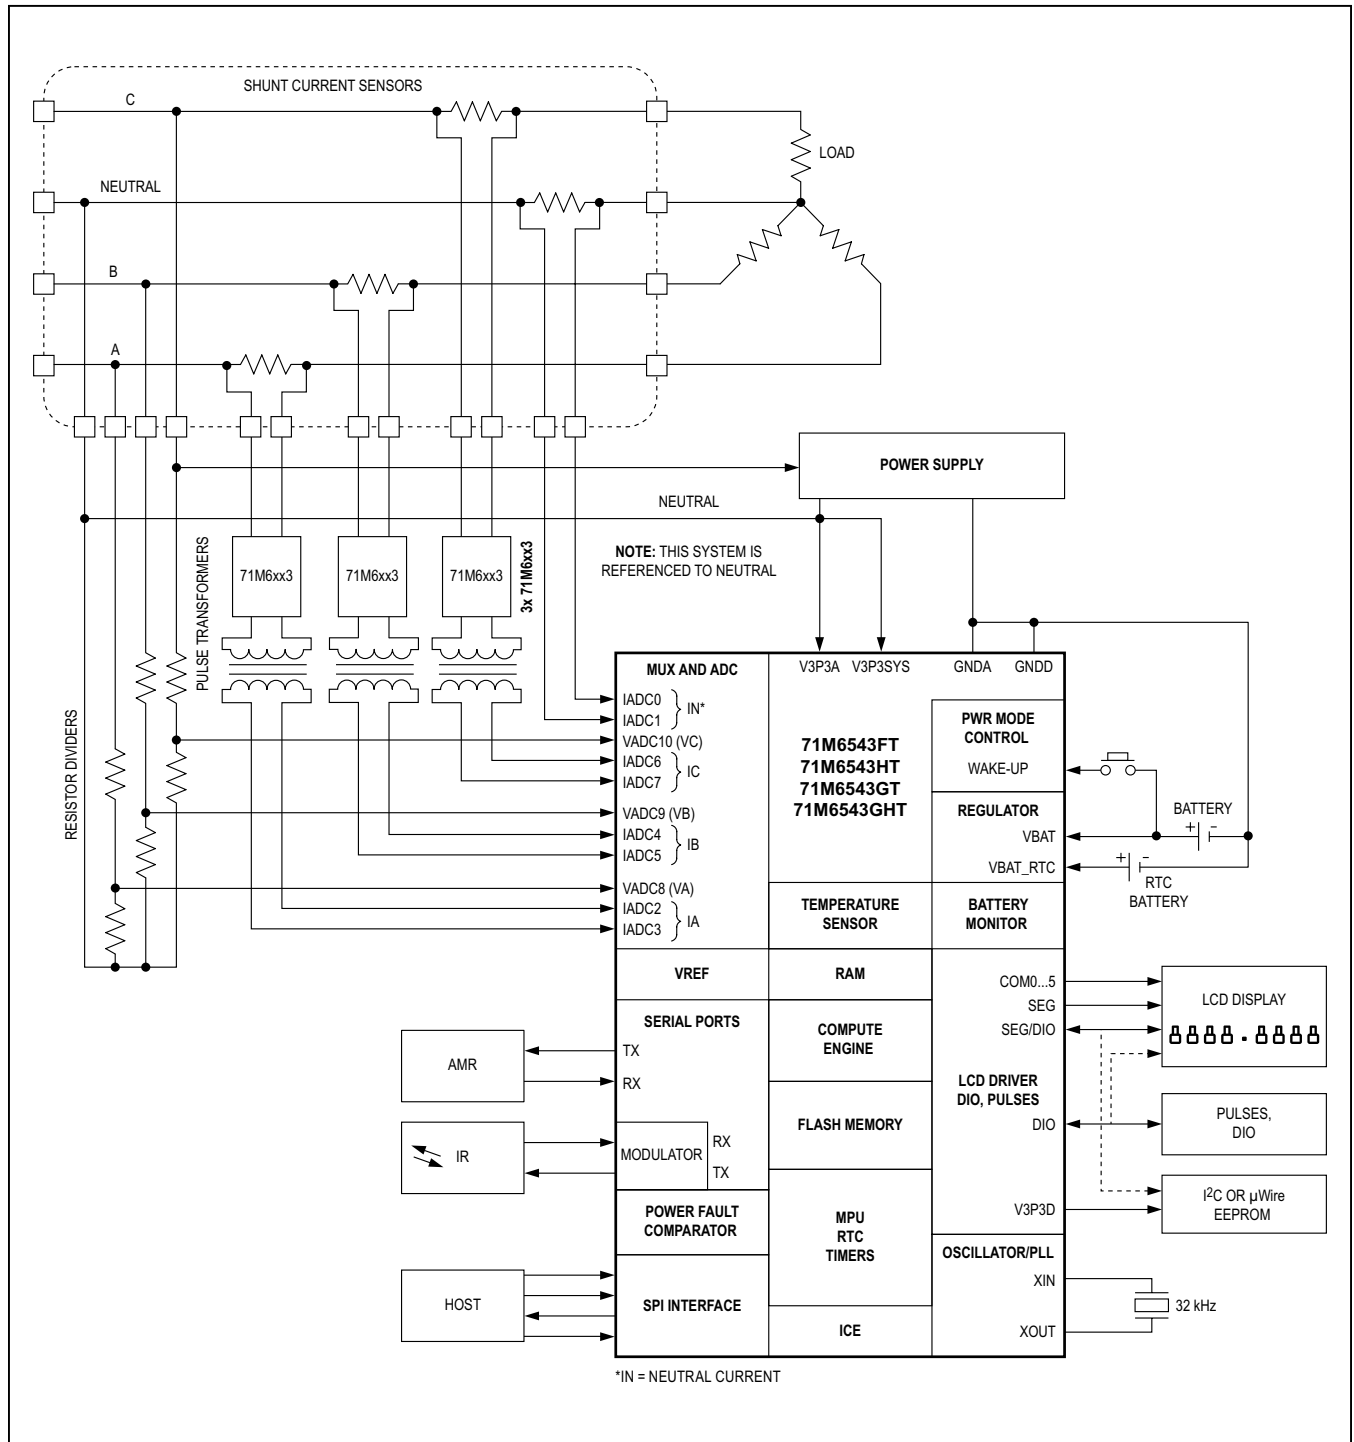 SHUNT CURRENT SENSORS
C
LOAD
NEUTRAL
B
A
POWER SUPPLY
NEUTRAL
NOTE: THIS SYSTEM IS
REFERENCED TO NEUTRAL
71M6xx3
71M6xx3
71M6xx3
3x 71M6xx3
PULSE TRANSFORMERS
RESISTOR DIVIDERS
MUX AND ADC
V3P3A
V3P3SYS
GNDA
GNDD
IADC0
IADC1
IN*
VADC10 (VC)
IADC6
IADC7
IC
VADC9 (VB)
IADC4
IADC5
IB
VADC8 (VA)
IADC2
IADC3
IA
71M6543FT
71M6543HT
71M6543GT
71M6543GHT
PWR MODE
CONTROL
WAKE-UP
REGULATOR
VBAT
VBAT_RTC
BATTERY
+ -
+ -
RTC
BATTERY
TEMPERATURE
SENSOR
BATTERY
MONITOR
VREF
RAM
COM0...5
SEG
SEG/DIO
LCD DISPLAY
8888.8888
SERIAL PORTS
TX
RX
AMR
COMPUTE
ENGINE
LCD DRIVER
DIO, PULSES
DIO
PULSES,
DIO
FLASH MEMORY
IR
MODULATOR
RX
TX
V3P3D
I²C OR µWire
EEPROM
POWER FAULT
COMPARATOR
MPU
RTC
TIMERS
OSCILLATOR/PLL
XIN
32 kHz
XOUT
HOST
SPI INTERFACE
ICE
*IN = NEUTRAL CURRENT